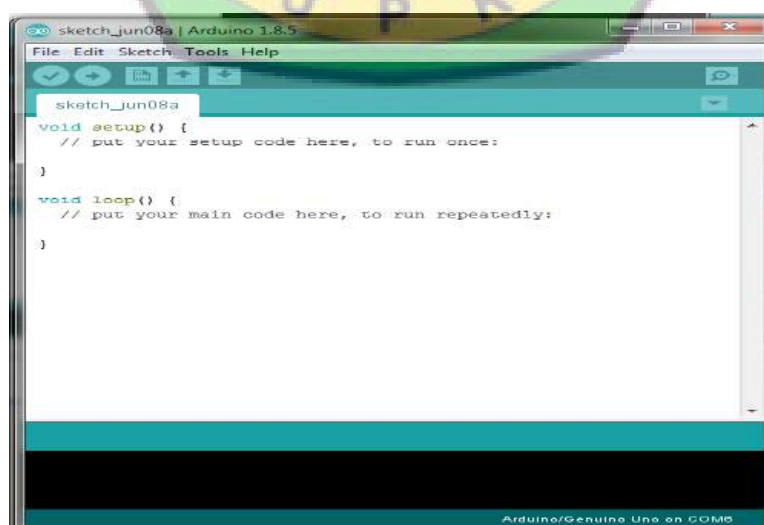 U P R
sketch_jun08a | Arduino 1.8.5
File Edit Sketch Tools Help
sketch_jun08a
void setup() {
// put your setup code here, to run once:
}
void loop() {
// put your main code here, to run repeatedly:
}
Arduino/Genuino Uno on COM6